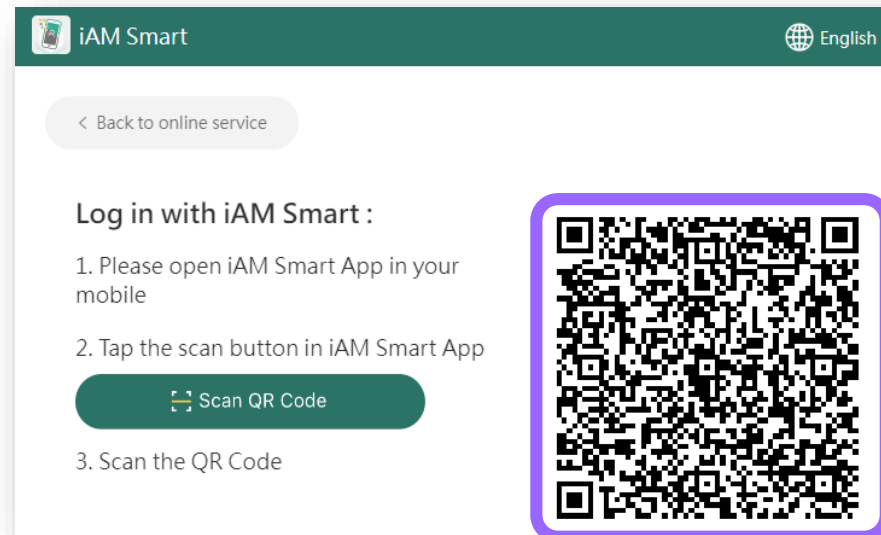 iAM Smart
English
< Back to online service
Log in with iAM Smart :
1. Please open iAM Smart App in your
mobile
2. Tap the scan button in iAM Smart App
Scan QR Code
3. Scan the QR Code